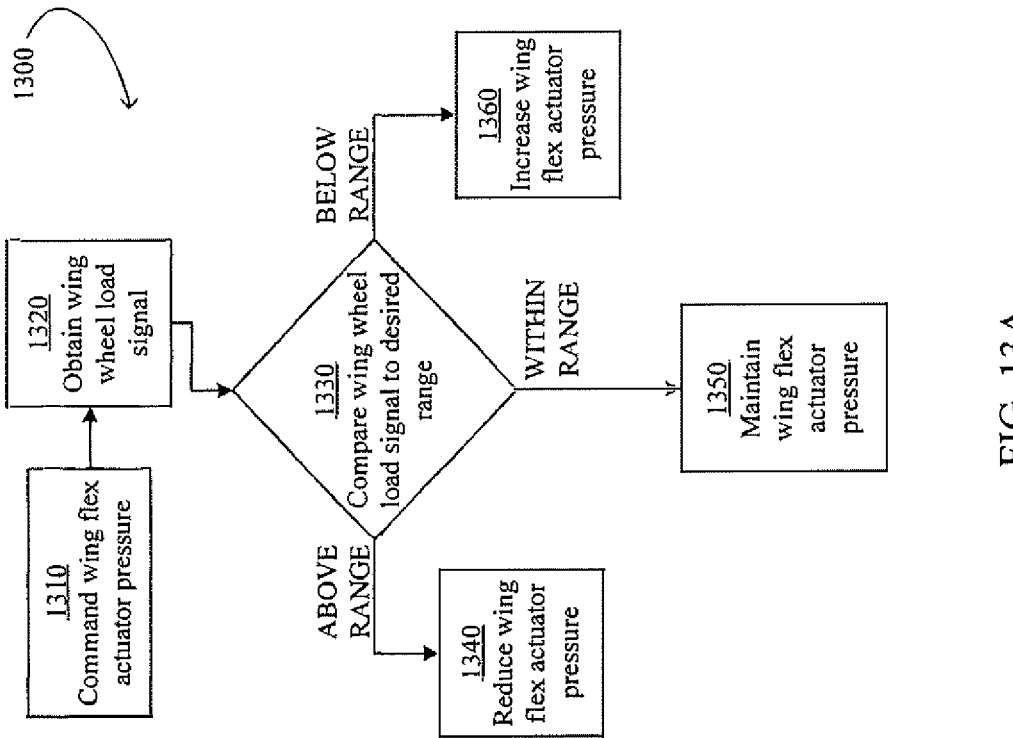 1300
1310
Command wing flex
actuator pressure
1320
Obtain wing
wheel load
signal
1330
Compare wing wheel
load signal to desired
range
ABOVE
RANGE
1340
Reduce wing
flex actuator
pressure
WITHIN
RANGE
1350
Maintain
wing flex
actuator
pressure
BELOW
RANGE
1360
Increase wing
flex actuator
pressure
FIG. 13A